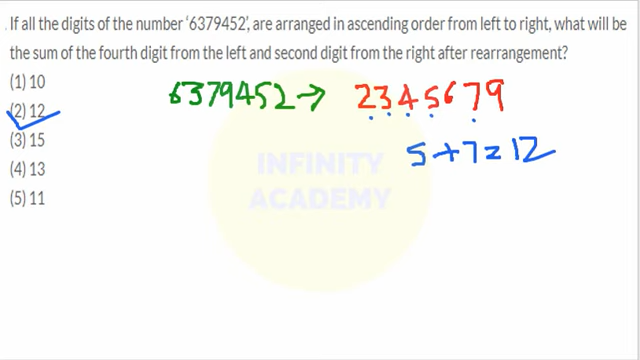 If all the digits of the number ‘6379452’, are arranged in ascending order from left to right, what will be
the sum of the fourth digit from the left and second digit from the right after rearrangement?
(1) 10
6379452 → 2345679
(2) 12
(3) 15
5+7=12
(4) 13
(5) 11
INFINITY
ACADEMY